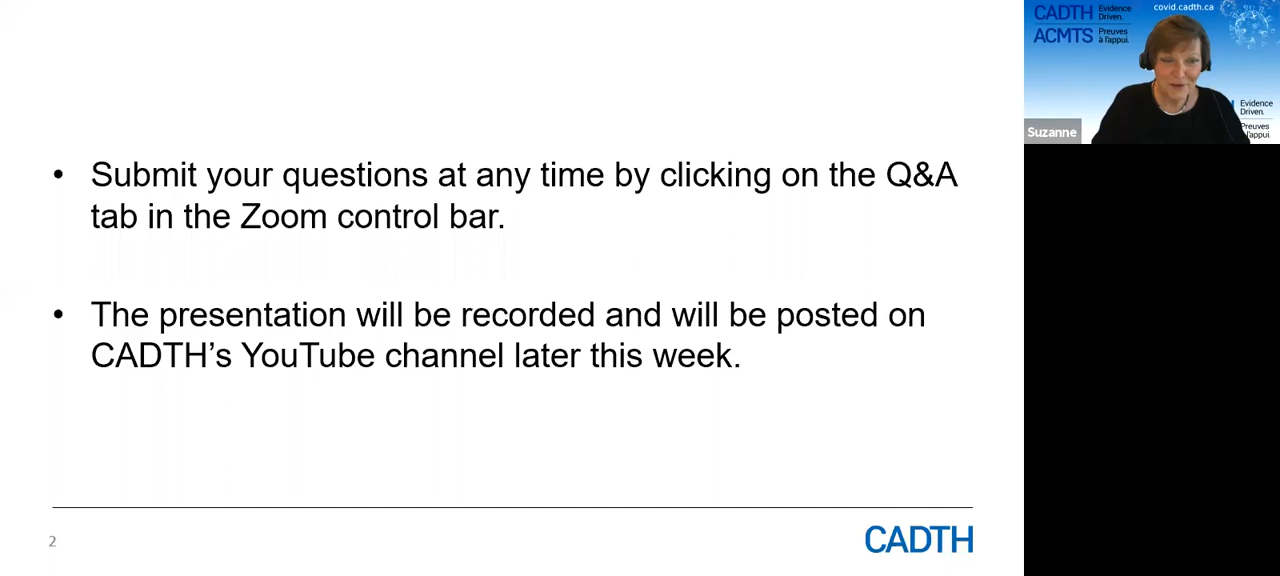 • Submit your questions at any time by clicking on the Q&A
tab in the Zoom control bar.
• The presentation will be recorded and will be posted on
CADTH’s YouTube channel later this week.
2
CADTH
CADTH Evidence Driven.
ACMTS Preuves à l'appui.
covid.cadth.ca
Evidence
Driven.
Preuves
l'appui.
Suzanne